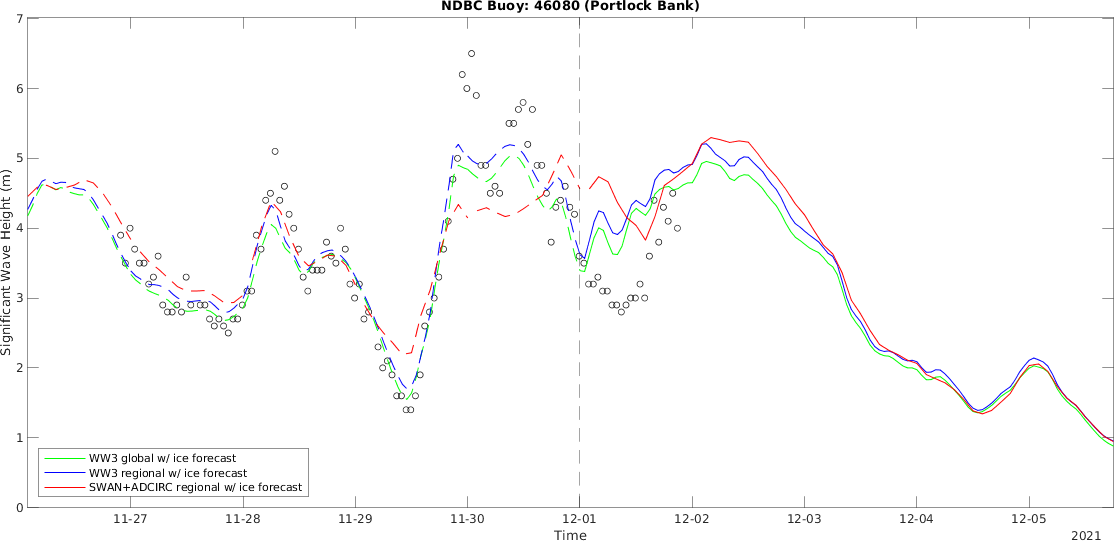 NDBC Buoy: 46080 (Portlock Bank)
7
6
5
4
3
2
1
0
Significant Wave Height (m)
WW3 global w/ ice forecast
WW3 regional w/ ice forecast
SWAN+ADCIRC regional w/ ice forecast
11-27 11-28 11-29 11-30 12-01 12-02 12-03 12-04 12-05
Time
2021